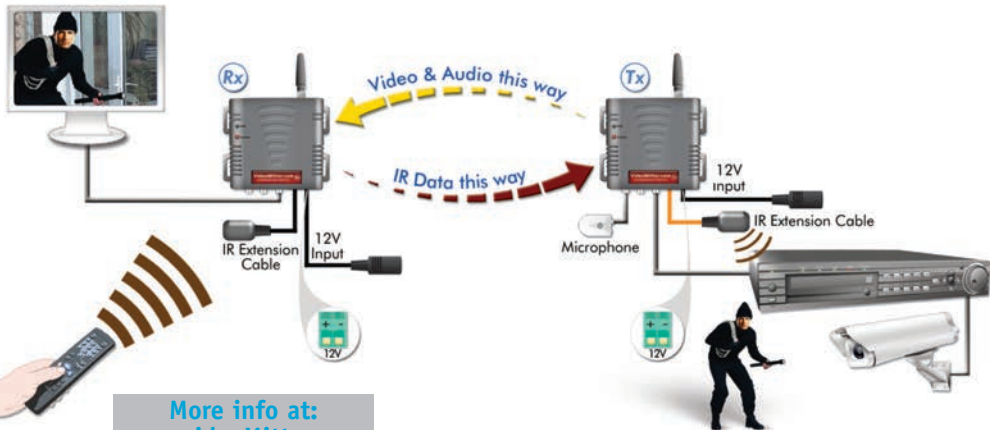 Rx
Video & Audio this way
Tx
IR Data this way
12V
Input
IR Extension Cable
Microphone
IR Extension
Cable
12V
Input
+ -
12V
+ -
12V
More info at: